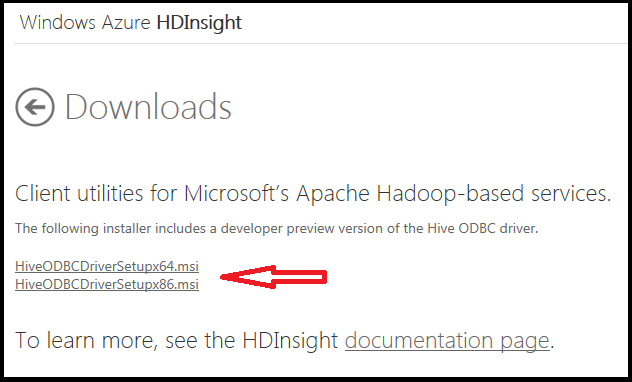 Windows Azure HDInsight
Downloads
Client utilities for Microsoft's Apache Hadoop-based services.
The following installer includes a developer preview version of the Hive ODBC driver.
HiveODBCDriverSetupx64.msi
HiveODBCDriverSetupx86.msi
To learn more, see the HDInsight documentation page.